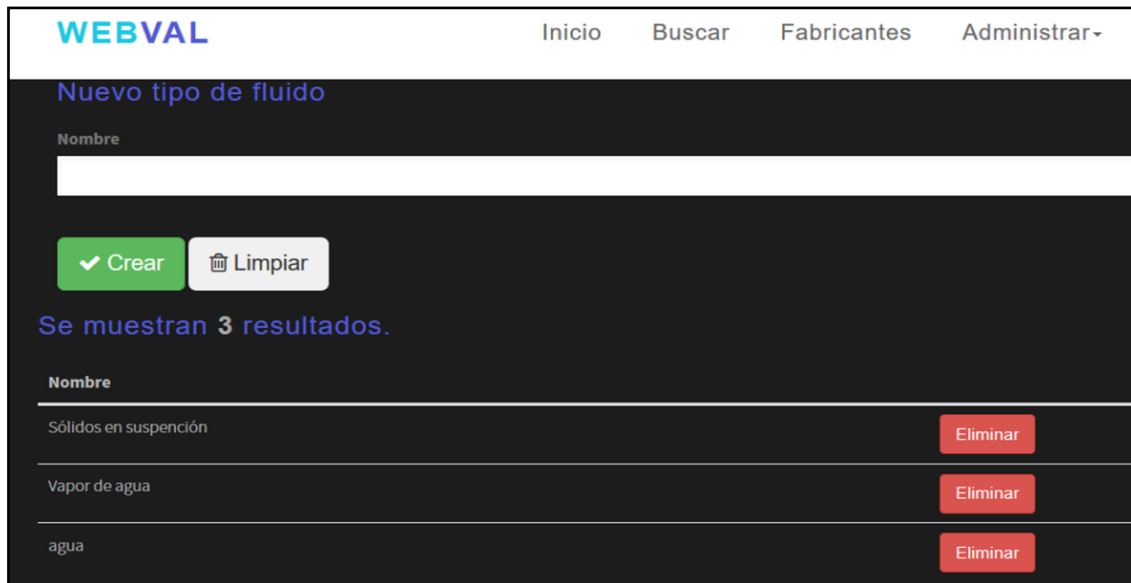 WEBVAL Inicio Buscar Fabricantes Administrar
Nuevo tipo de fluido
Nombre
Crear Limpiar
Se muestran 3 resultados.
Nombre
Sólidos en suspención Eliminar
Vapor de agua Eliminar
agua Eliminar